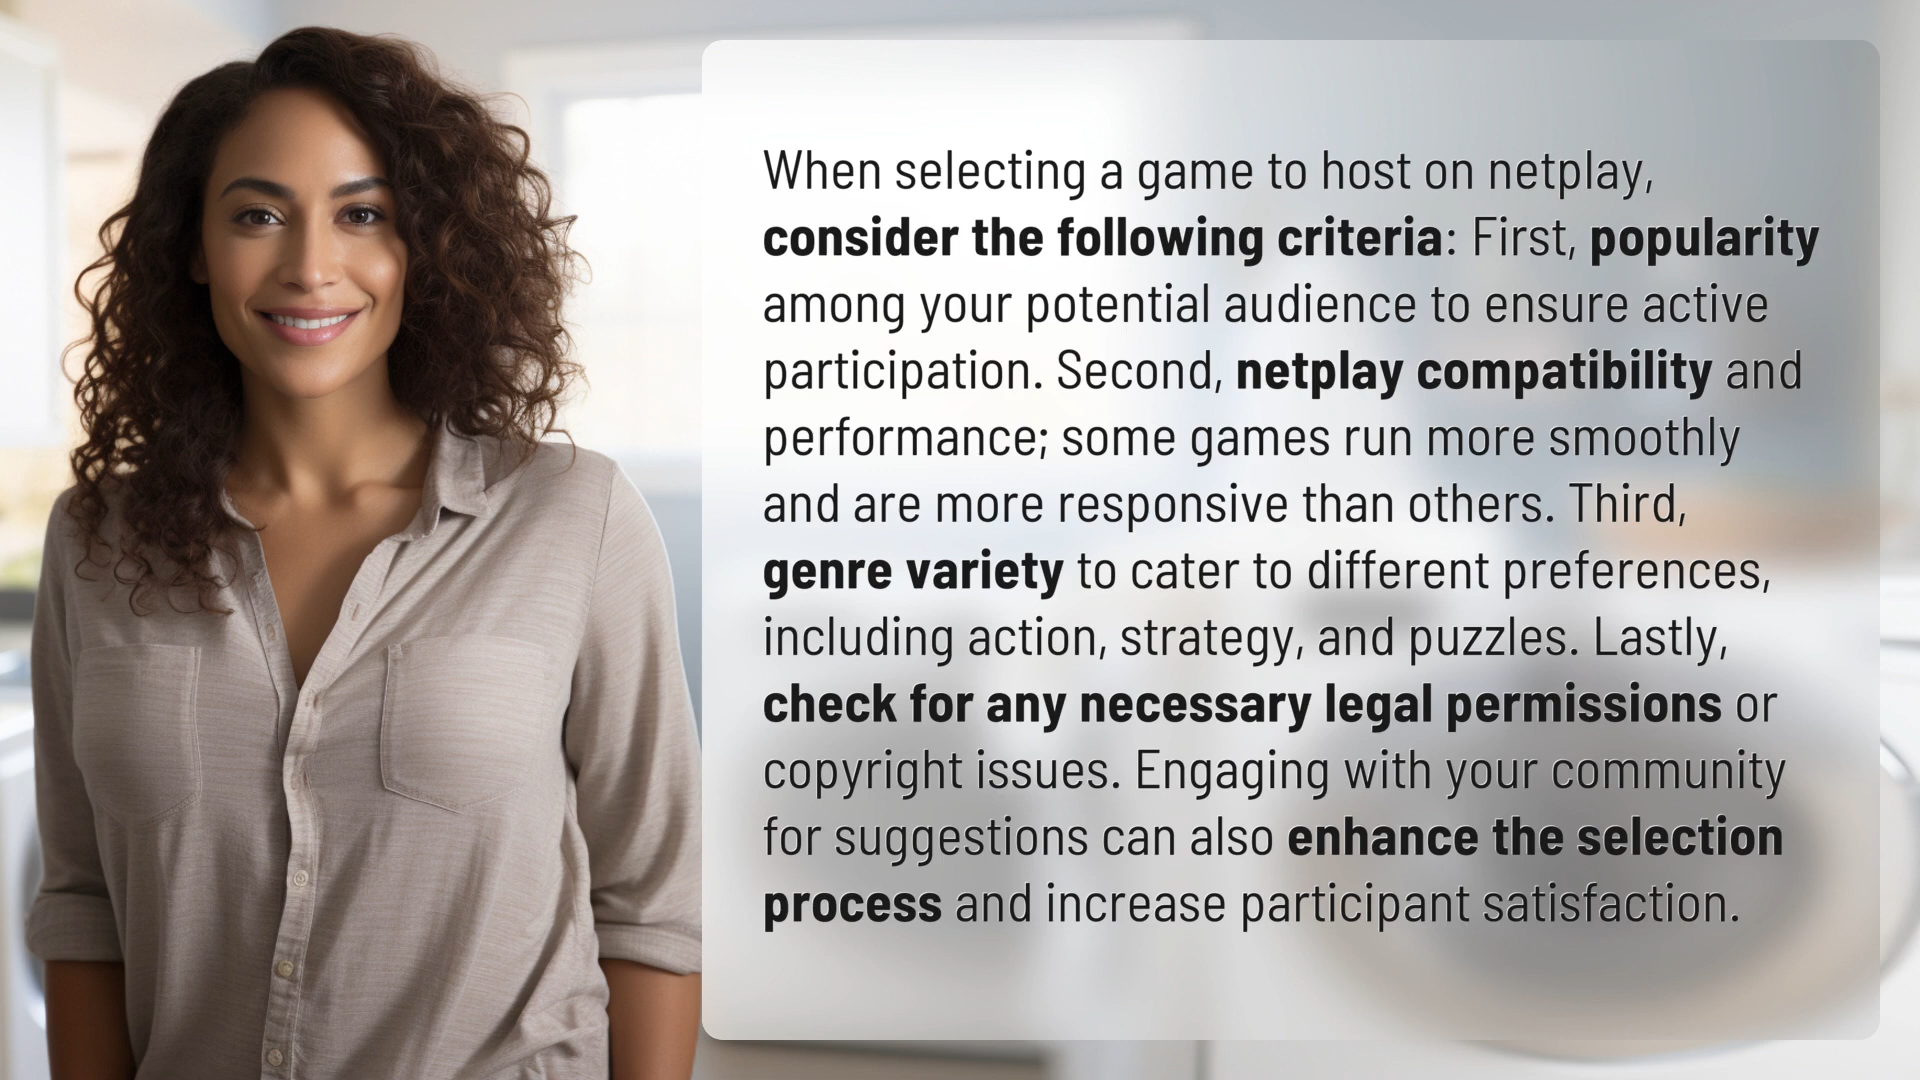 When selecting a game to host on netplay,
consider the following criteria: First, popularity
among your potential audience to ensure active
participation. Second, netplay compatibility and
performance; some games run more smoothly
and are more responsive than others. Third,
genre variety to cater to different preferences,
including action, strategy, and puzzles. Lastly,
check for any necessary legal permissions or
copyright issues. Engaging with your community
for suggestions can also enhance the selection
process and increase participant satisfaction.